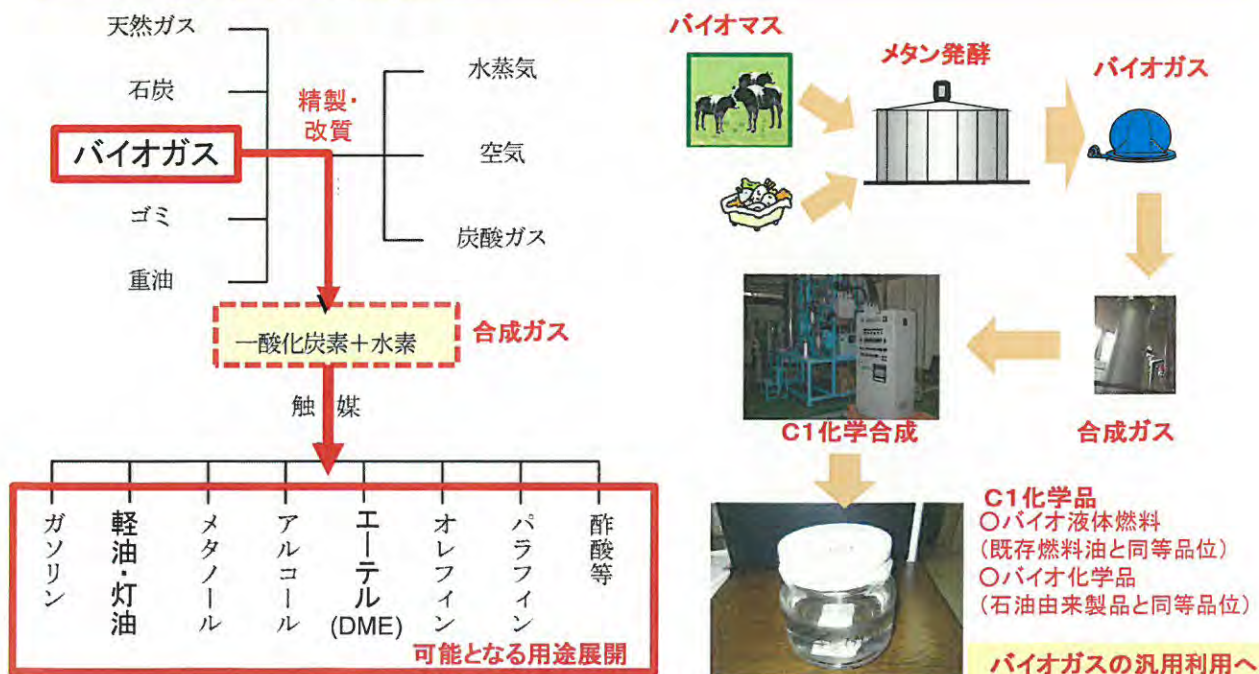 天然ガス
石炭
バイオガス
ゴミ
重油
精製・
改質
水蒸気
空気
炭酸ガス
一酸化炭素+水素
合成ガス
触媒
ガソリン
軽油・灯油
メタノール
アルコール
エーテル
(DME)
オレフィン
パラフィン
酢酸等
可能となる用途展開
バイオマス
メタン発酵
バイオガス
合成ガス
C1化学合成
C1化学品
○バイオ液体燃料
(既存燃料油と同等品位)
○バイオ化学品
(石油由来製品と同等品位)
バイオガスの汎用利用へ